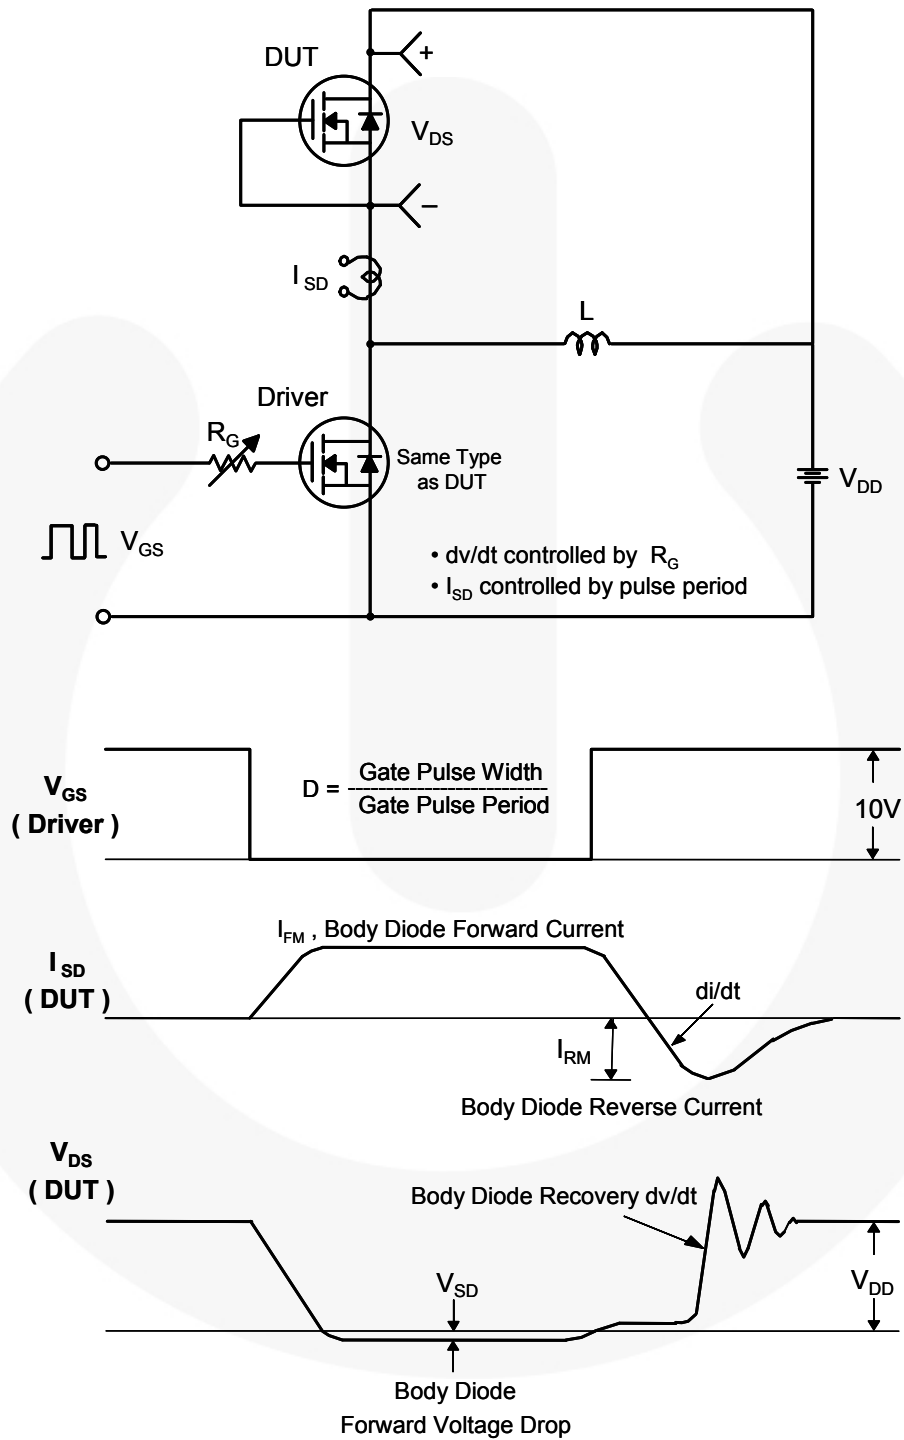 DUT
+
V_DS
–
I_SD
L
Driver
R_G
Same Type
as DUT
V_DD
V_GS
• dv/dt controlled by R_G
• I_SD controlled by pulse period
V_GS
( Driver )
D = Gate Pulse Width
Gate Pulse Period
10V
I_FM , Body Diode Forward Current
I_SD
( DUT )
di/dt
I_RM
Body Diode Reverse Current
V_DS
( DUT )
Body Diode Recovery dv/dt
V_SD
V_DD
Body Diode
Forward Voltage Drop